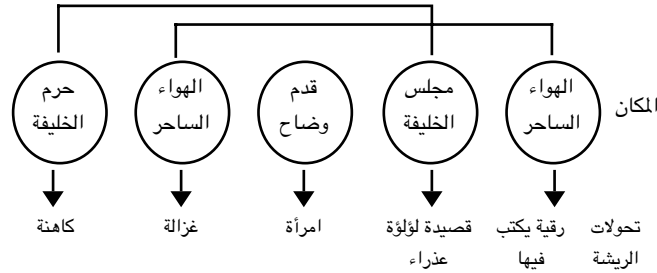 المكان
الهواء
الساحر
مجلس
الخليفة
قدم
وضاح
الهواء
الساحر
حرم
الخليفة
تحولات
الريشة
رقية يكتب
فيها
قصيدة لؤلؤة
عذراء
امرأة
غزالة
كاهنة